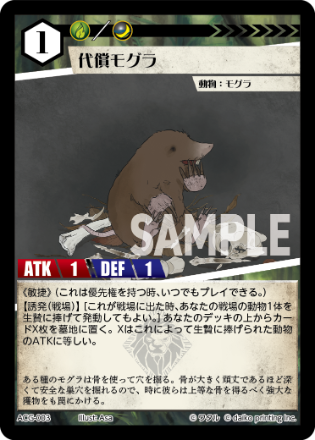 1
／
代償モグラ
動物：モグラ
SAMPLE
ATK 1 DEF 1
《敏捷》（これは優先権を持つ時、いつでもプレイできる。）
【誘発（戦場）】［これが戦場に出た時、あなたの戦場の動物1体を
生贄に捧げて発動してもよい。］あなたのデッキの上からカー
ドX枚を墓地に置く。Xはこれによって生贄に捧げられた動物
のATKに等しい。
ある種のモグラは骨を使って穴を掘る。骨が大きく頑丈であるほど深
くて安全な巣穴を掘れるので、時に彼らは上等な骨を得るべく強大な
獲物をも罠にかける。
Illust:Asa
© daiko printing inc.